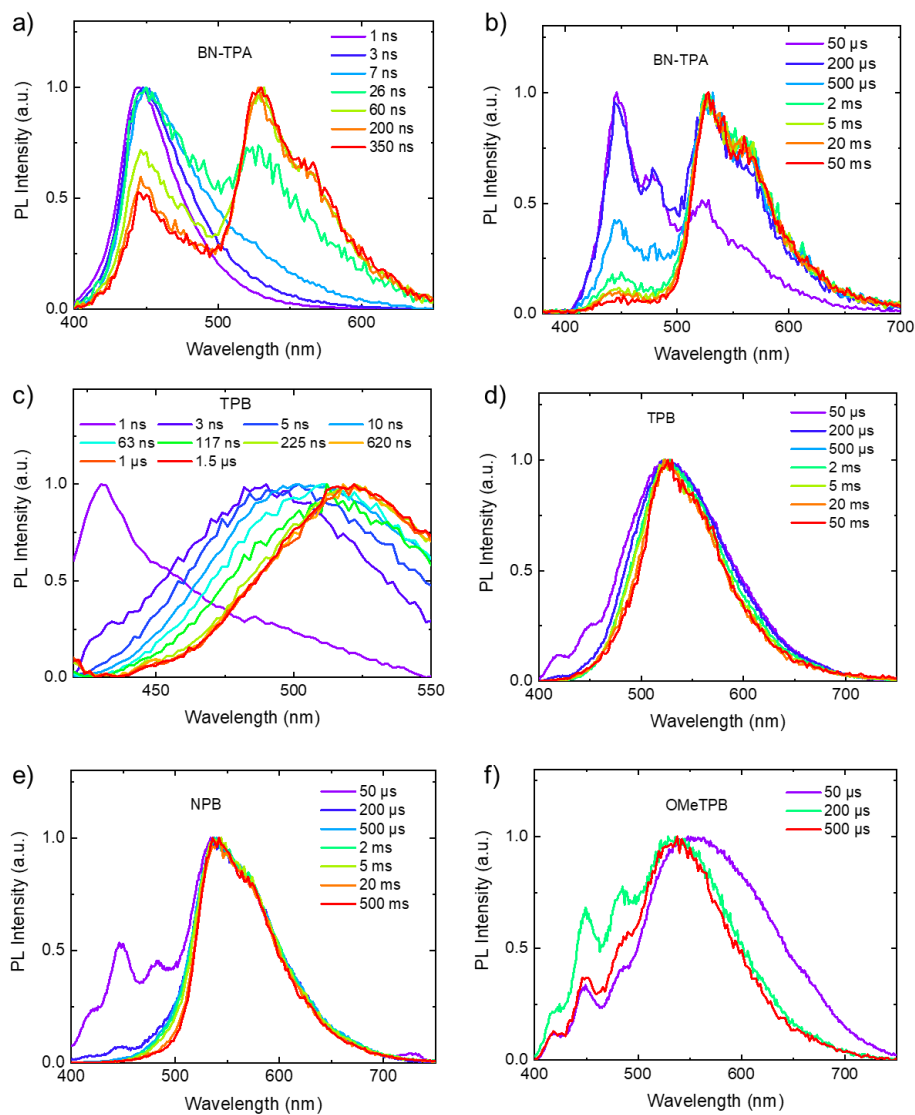 a)
BN-TPA
1 ns
3 ns
7 ns
26 ns
60 ns
200 ns
350 ns
PL Intensity (a.u.)
1.0
0.5
0.0
400 500 600
Wavelength (nm)
b)
BN-TPA
50 µs
200 µs
500 µs
2 ms
5 ms
20 ms
50 ms
PL Intensity (a.u.)
1.0
0.5
0.0
400 500 600 700
Wavelength (nm)
c)
TPB
1 ns 3 ns 5 ns 10 ns
63 ns 117 ns 225 ns 620 ns
1 µs 1.5 µs
PL Intensity (a.u.)
1.0
0.5
0.0
450 500 550
Wavelength (nm)
d)
TPB
50 µs
200 µs
500 µs
2 ms
5 ms
20 ms
50 ms
PL Intensity (a.u.)
1.0
0.5
0.0
400 500 600 700
Wavelength (nm)
e)
NPB
50 µs
200 µs
500 µs
2 ms
5 ms
20 ms
500 ms
PL Intensity (a.u.)
1.0
0.5
0.0
400 500 600 700
Wavelength (nm)
f)
OMeTPB
50 µs
200 µs
500 µs
PL Intensity (a.u.)
1.0
0.5
0.0
400 500 600 700
Wavelength (nm)